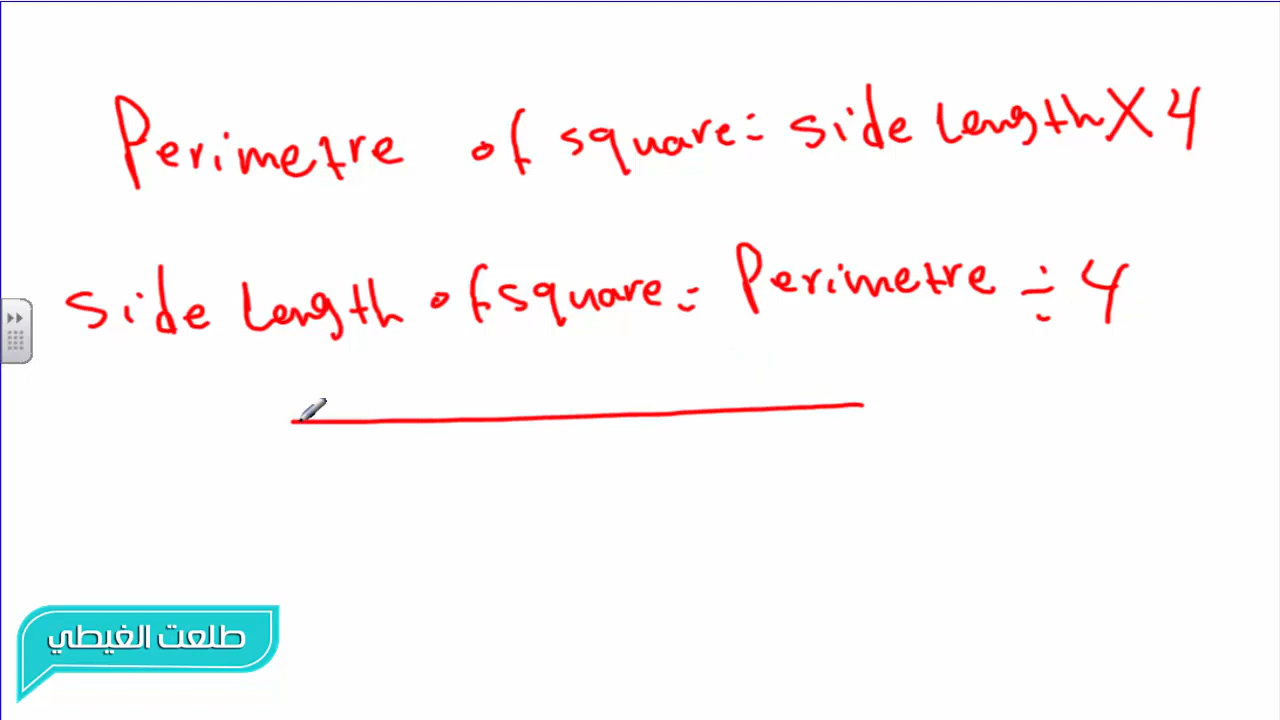 Perimetre of square = side length X 4
side length of square = Perimetre ÷ 4
طلعت الغيطي